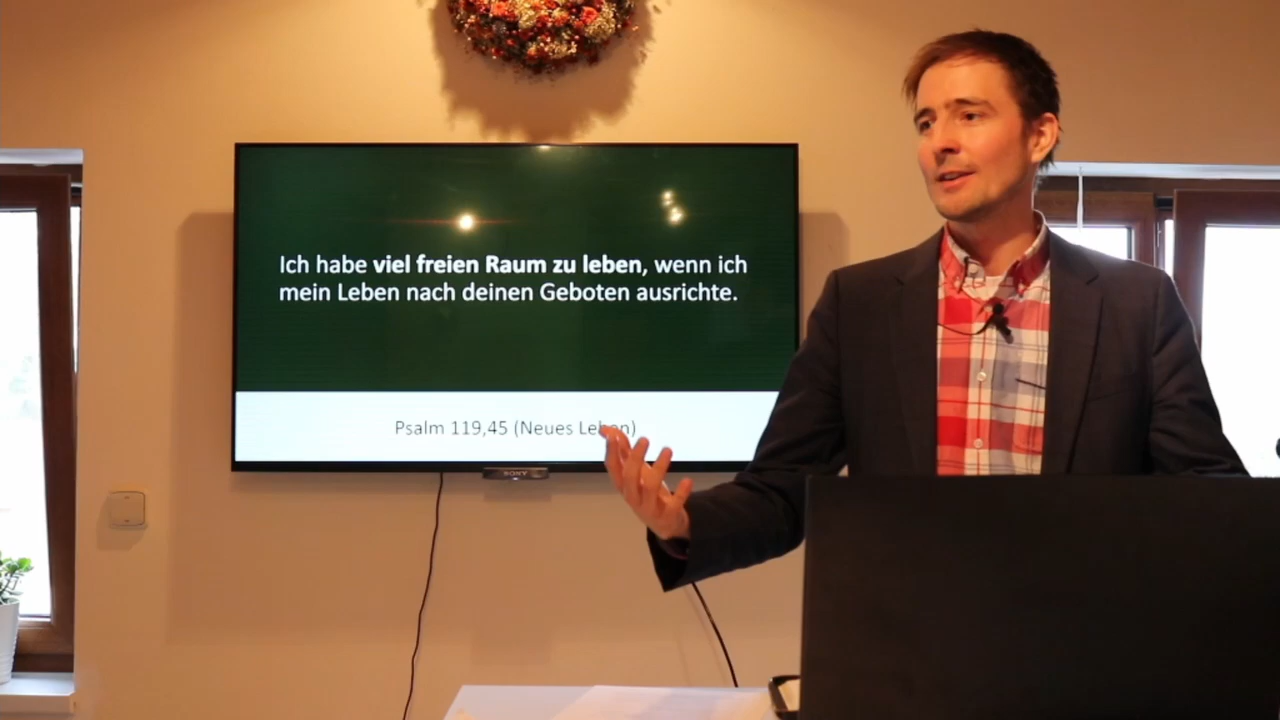 Ich habe viel freien Raum zu leben, wenn ich
mein Leben nach deinen Geboten ausrichte.
Psalm 119,45 (Neues Leben)
SONY